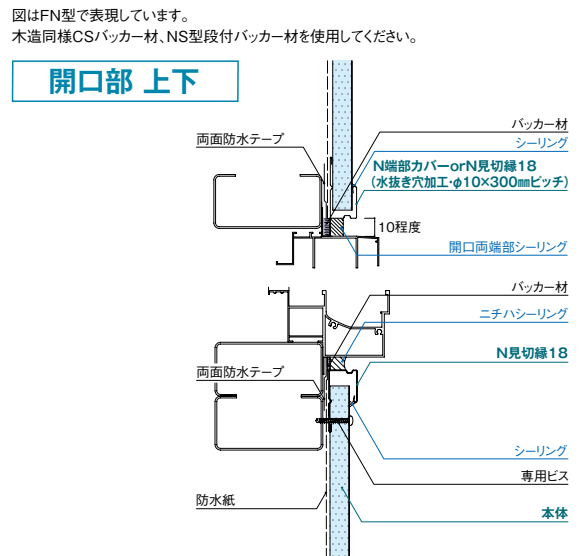 図はFN型で表現しています。
木造同様CSバッカー材、NS型段付バッカー材を使用してください。
開口部 上下
バッカー材
両面防水テープ
シーリング
N端部カバーorN見切縁18
(水抜き穴加工・φ10×300㎜ピッチ)
10程度
開口両端部シーリング
バッカー材
ニチハシーリング
N見切縁18
両面防水テープ
シーリング
専用ビス
防水紙
本体